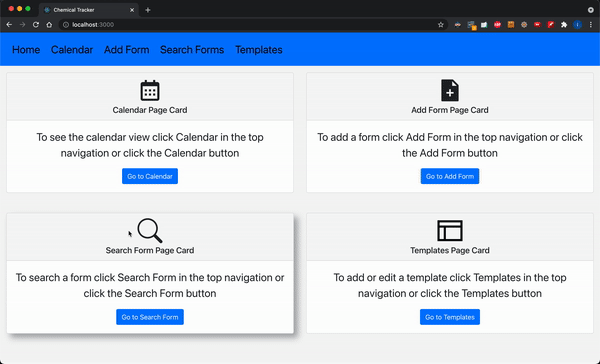 Chemical Tracker
localhost:3000
Home Calendar Add Form Search Forms Templates
Calendar Page Card
To see the calendar view click Calendar in the top
navigation or click the Calendar button
Go to Calendar
Add Form Page Card
To add a form click Add Form in the top navigation or click
the Add Form button
Go to Add Form
Search Form Page Card
To search a form click Search Form in the top navigation or
click the Search Form button
Go to Search Form
Templates Page Card
To add or edit a template click Templates in the top
navigation or click the Templates button
Go to Templates